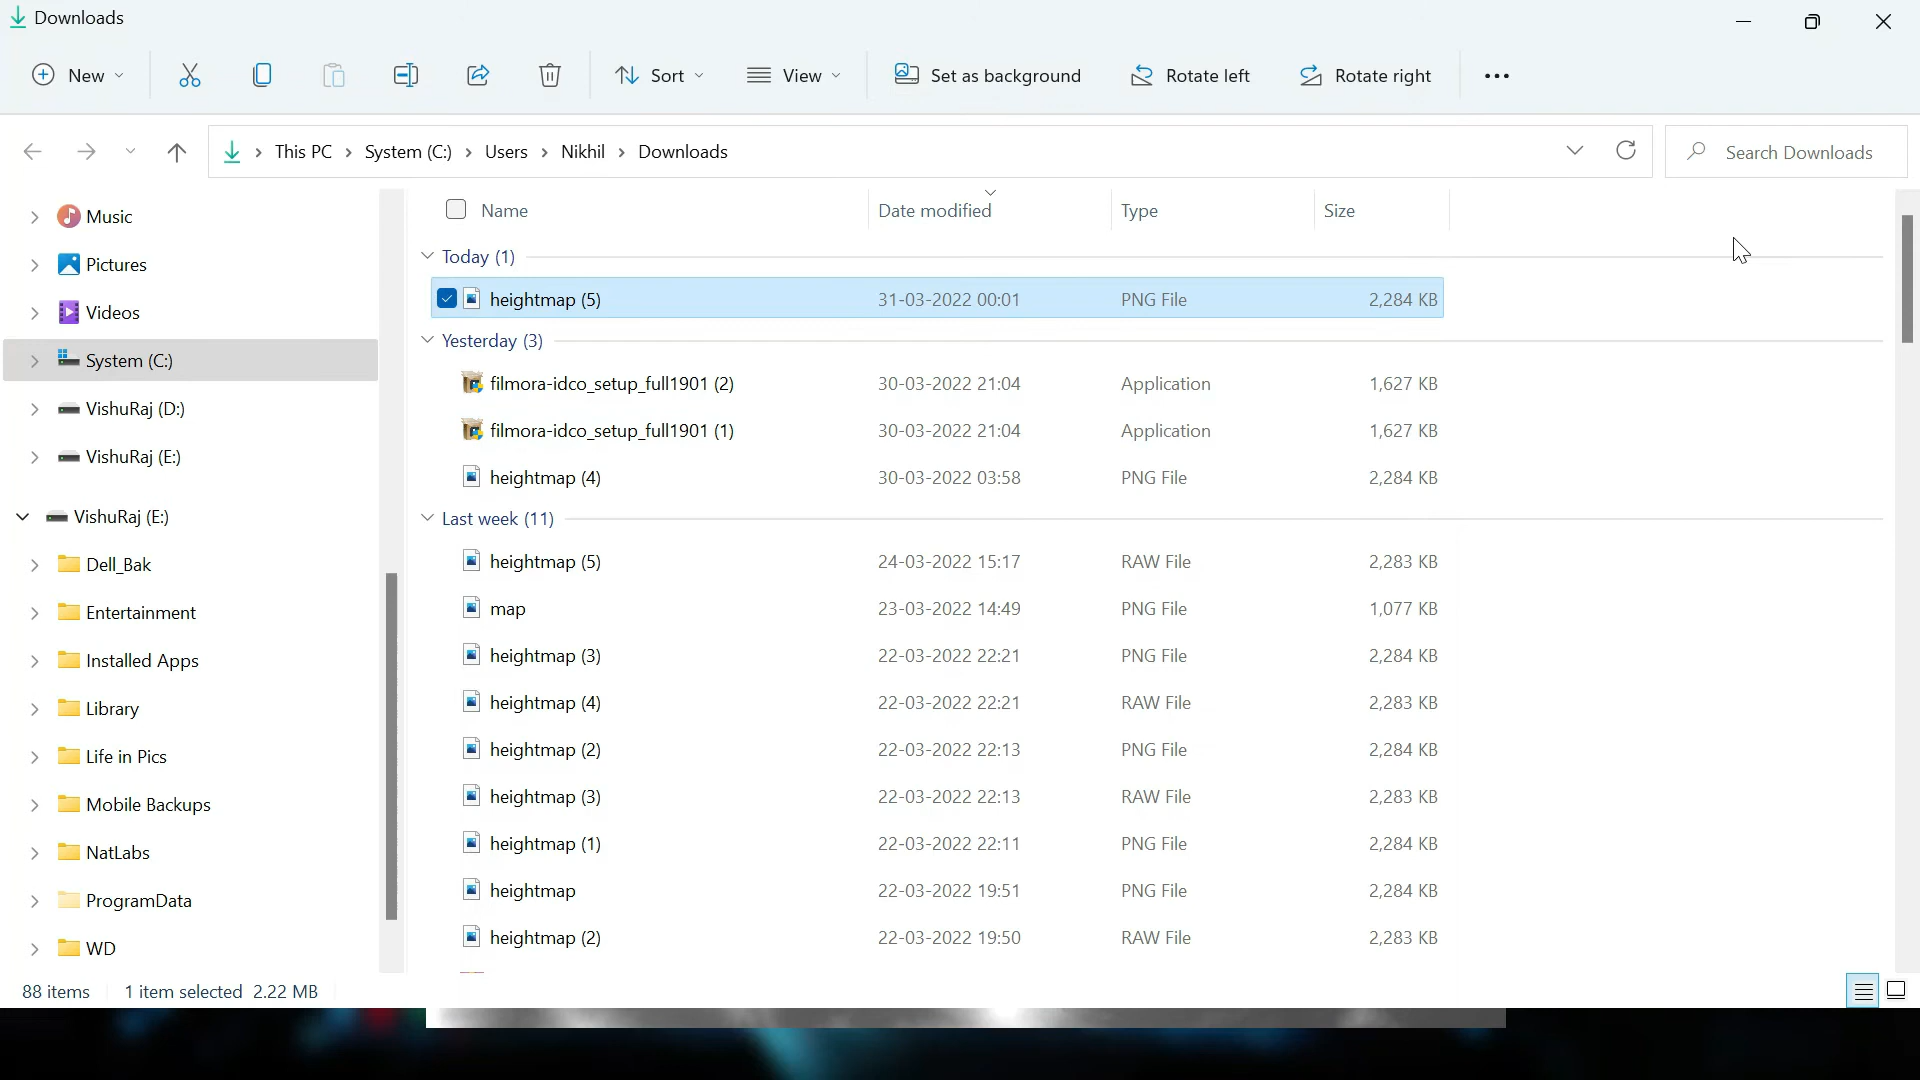 Downloads
New
Sort
View
Set as background
Rotate left
Rotate right
This PC > System (C:) > Users > Nikhil > Downloads
Search Downloads
Music
Pictures
Videos
System (C:)
VishuRaj (D:)
VishuRaj (E:)
VishuRaj (E:)
Dell_Bak
Entertainment
Installed Apps
Library
Life in Pics
Mobile Backups
NatLabs
ProgramData
WD
Name Date modified Type Size
Today (1)
heightmap (5) 31-03-2022 00:01 PNG File 2,284 KB
Yesterday (3)
filmora-idco_setup_full1901 (2) 30-03-2022 21:04 Application 1,627 KB
filmora-idco_setup_full1901 (1) 30-03-2022 21:04 Application 1,627 KB
heightmap (4) 30-03-2022 03:58 PNG File 2,284 KB
Last week (11)
heightmap (5) 24-03-2022 15:17 RAW File 2,283 KB
map 23-03-2022 14:49 PNG File 1,077 KB
heightmap (3) 22-03-2022 22:21 PNG File 2,284 KB
heightmap (4) 22-03-2022 22:21 RAW File 2,283 KB
heightmap (2) 22-03-2022 22:13 PNG File 2,284 KB
heightmap (3) 22-03-2022 22:13 RAW File 2,283 KB
heightmap (1) 22-03-2022 22:11 PNG File 2,284 KB
heightmap 22-03-2022 19:51 PNG File 2,284 KB
heightmap (2) 22-03-2022 19:50 RAW File 2,283 KB
88 items 1 item selected 2.22 MB